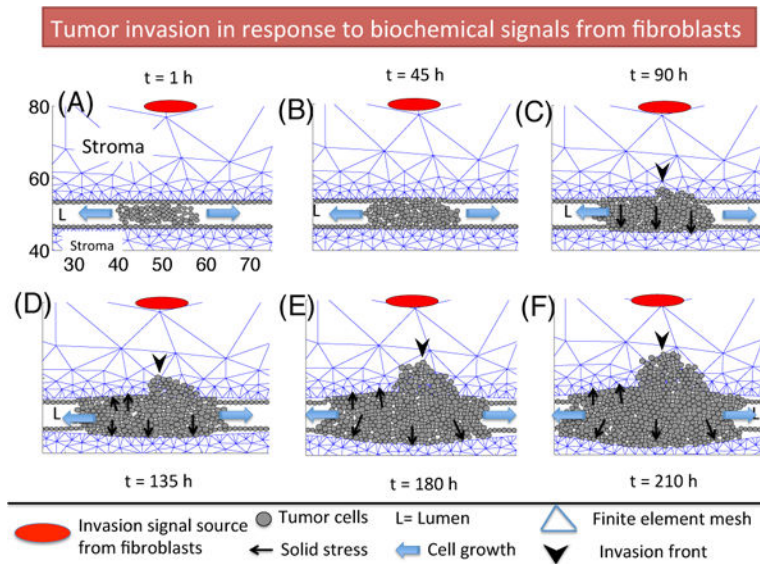 Tumor invasion in response to biochemical signals from fibroblasts
t = 1 h
t = 45 h
t = 90 h
(A)
(B)
(C)
80
60
40
Stroma
L
L
L
Stroma
30 40 50 60 70
(D)
(E)
(F)
L
L
L
t = 135 h
t = 180 h
t = 210 h
Invasion signal source
from fibroblasts
Tumor cells
L= Lumen
Finite element mesh
Solid stress
Cell growth
Invasion front